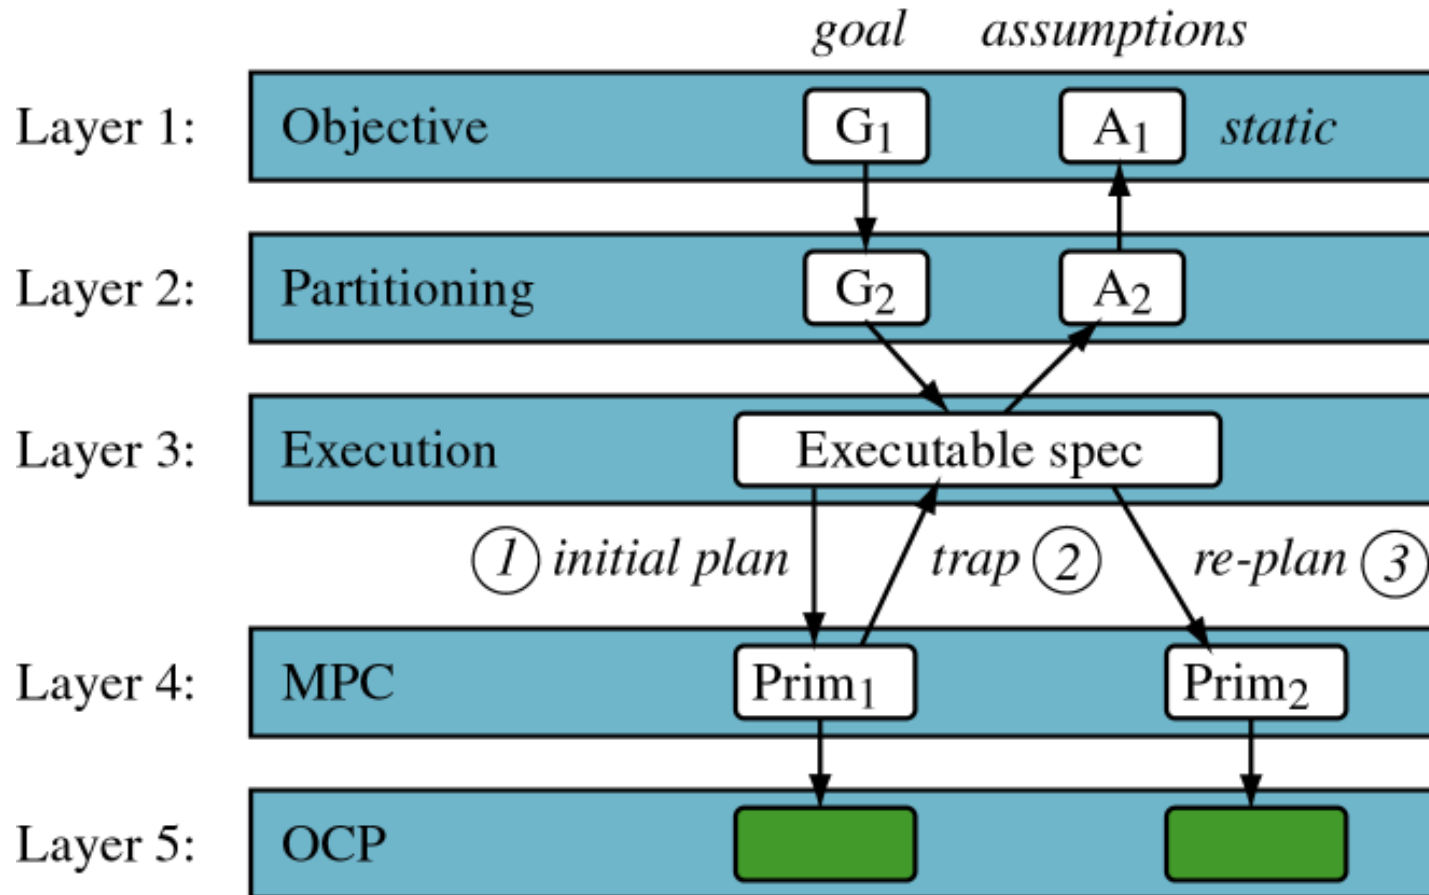 goal assumptions
Layer 1: Objective G1 A1 static
Layer 2: Partitioning G2 A2
Layer 3: Execution Executable spec
1 initial plan trap 2 re-plan 3
Layer 4: MPC Prim1 Prim2
Layer 5: OCP